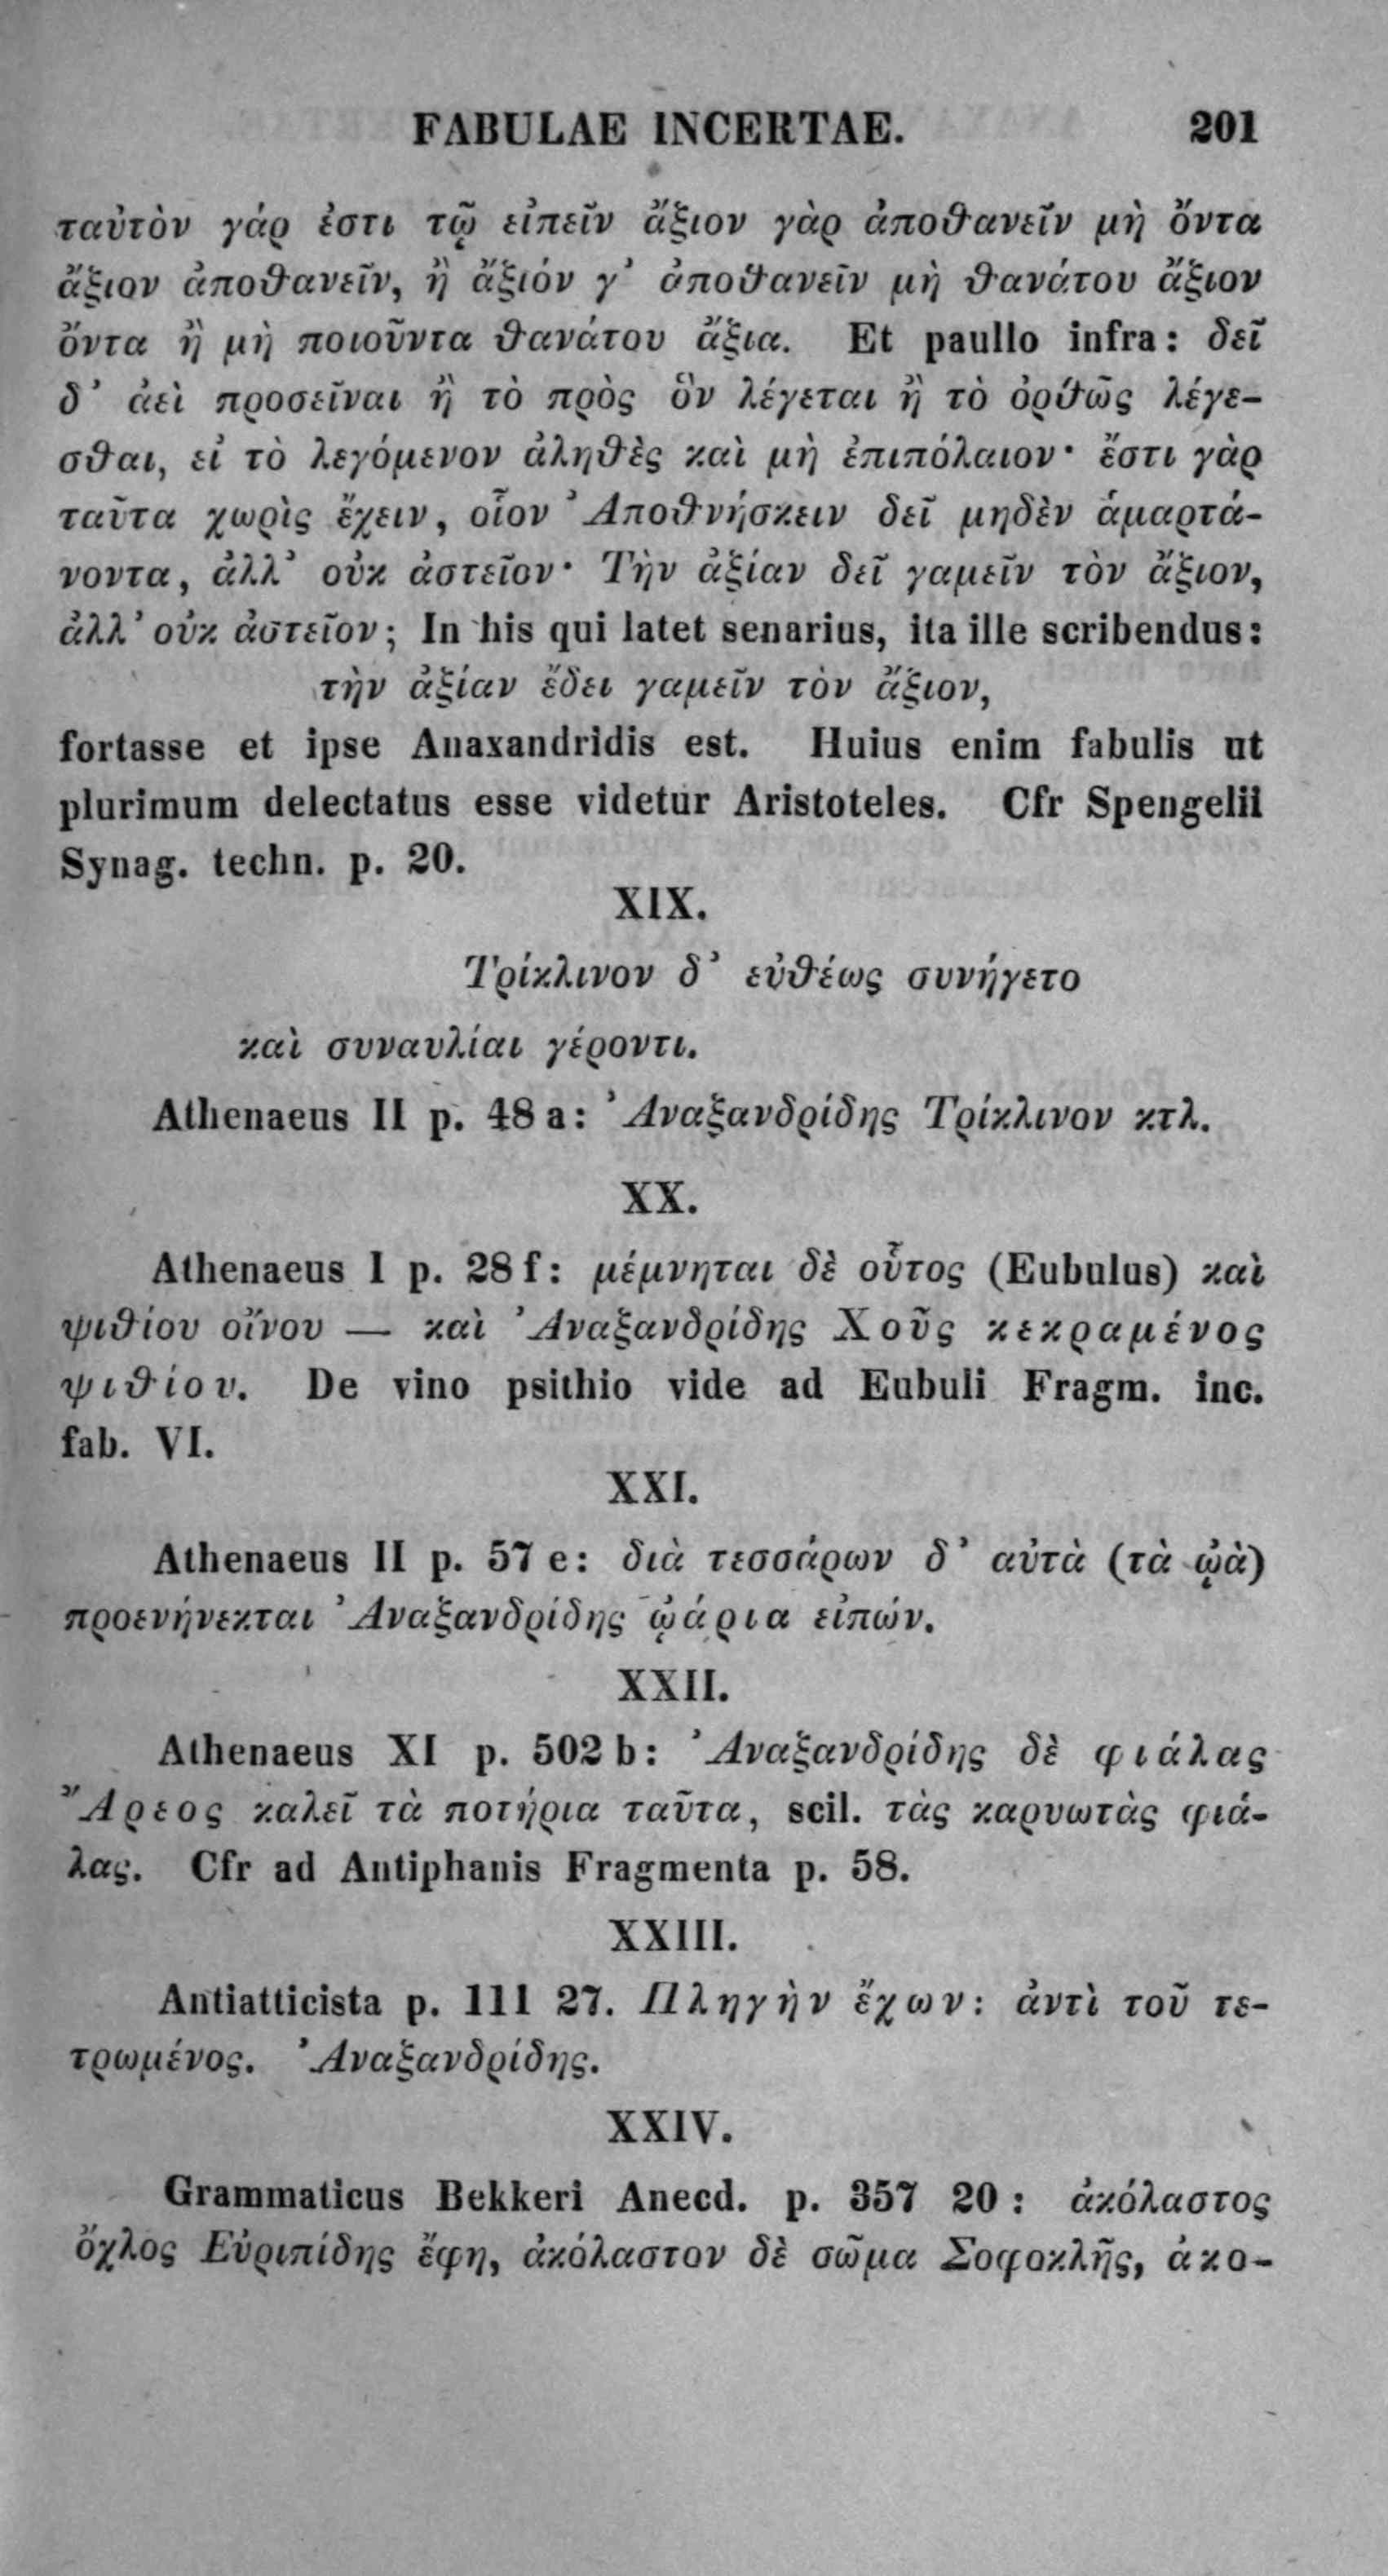 FABULAE INCERTAE. 201
ταὐτὸν γάρ ἐστι τῷ εἰπεῖν ἄξιον γὰρ ἀποθανεῖν μὴ ὄντα
ἄξιον ἀποθανεῖν, ἢ ἄξιόν γ’ ἀποθανεῖν μὴ θανάτου ἄξιον
ὄντα ἢ μὴ ποιοῦντα θανάτου ἄξια. Et paullo infra: δεῖ
δ’ ἀεὶ προσεῖναι ἢ τὸ πρὸς ὃν λέγεται ἢ τὸ ὀρθῶς λέγε-
σθαι, εἰ τὸ λεγόμενον ἀληθὲς καὶ μὴ ἐπιπόλαιον· ἔστι γὰρ
ταῦτα χωρὶς ἔχειν, οἷον Ἀποθνήσκειν δεῖ μηδὲν ἁμαρτά-
νοντα, ἀλλ’ οὐκ ἀστεῖον· Τὴν ἀξίαν δεῖ γαμεῖν τὸν ἄξιον,
ἀλλ’ οὐκ ἀστεῖον; In his qui latet senarius, ita ille scribendus:
τὴν ἀξίαν ἔδει γαμεῖν τὸν ἄξιον,
fortasse et ipse Anaxandridis est. Huius enim fabulis ut
plurimum delectatus esse videtur Aristoteles. Cfr Spengelii
Synag. techn. p. 20.
XIX.
Τρίκλινον δ’ εὐθέως συνήγετο
καὶ συναυλίαι γέροντι.
Athenaeus II p. 48 a: Ἀναξανδρίδης Τρίκλινον κτλ.
XX.
Athenaeus I p. 28 f: μέμνηται δὲ οὗτος (Eubulus) καὶ
ψιθίου οἴνου — καὶ Ἀναξανδρίδης Χοῦς κεκραμένος
ψιθίου. De vino psithio vide ad Eubuli Fragm. inc.
fab. VI.
XXI.
Athenaeus II p. 57 e: διὰ τεσσάρων δ’ αὐτὰ (τὰ ᾠὰ)
προενήνεκται Ἀναξανδρίδης ᾠάρια εἰπών.
XXII.
Athenaeus XI p. 502 b: Ἀναξανδρίδης δὲ φιάλας
Ἄρεος καλεῖ τὰ ποτήρια ταῦτα, scil. τὰς καρυωτὰς φιά-
λας. Cfr ad Antiphanis Fragmenta p. 58.
XXIII.
Antiatticista p. 111 27. Πληγὴν ἔχων: ἀντὶ τοῦ τε-
τρωμένος. Ἀναξανδρίδης.
XXIV.
Grammaticus Bekkeri Anecd. p. 357 20: ἀκόλαστος
ὄχλος Εὐριπίδης ἔφη, ἀκόλαστον δὲ σῶμα Σοφοκλῆς, ἀκο-